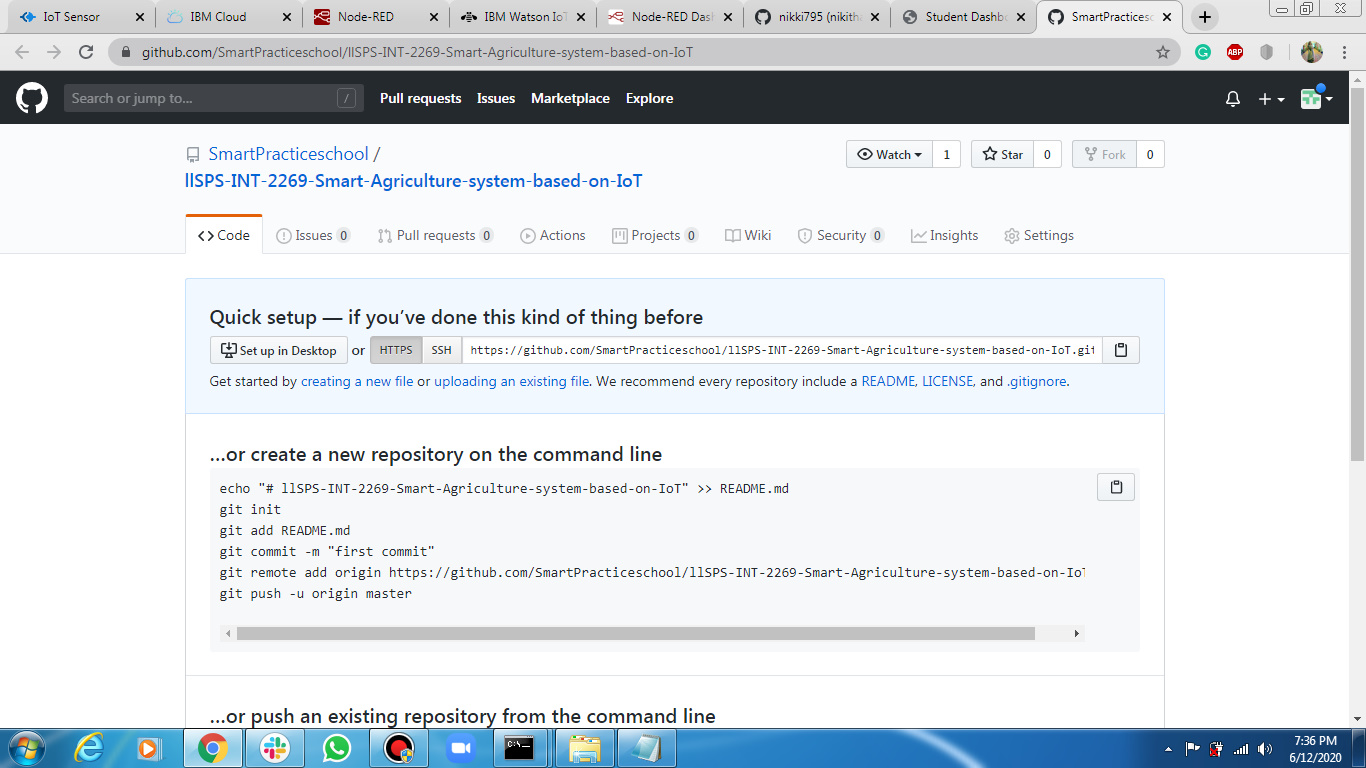 IoT Sensor
IBM Cloud
Node-RED
IBM Watson IoT
Node-RED Dash
nikki795 (nikitha
Student Dashb
SmartPracticesc
github.com/SmartPracticeschool/llSPS-INT-2269-Smart-Agriculture-system-based-on-IoT
ABP
Search or jump to...
/
Pull requests
Issues
Marketplace
Explore
SmartPracticeschool /
llSPS-INT-2269-Smart-Agriculture-system-based-on-IoT
Watch
1
Star
0
Fork
0
Code
Issues 0
Pull requests 0
Actions
Projects 0
Wiki
Security 0
Insights
Settings
Quick setup — if you’ve done this kind of thing before
Set up in Desktop or HTTPS SSH https://github.com/SmartPracticeschool/llSPS-INT-2269-Smart-Agriculture-system-based-on-IoT.git
Get started by creating a new file or uploading an existing file. We recommend every repository include a README, LICENSE, and .gitignore.
…or create a new repository on the command line
echo "# llSPS-INT-2269-Smart-Agriculture-system-based-on-IoT" >> README.md
git init
git add README.md
git commit -m "first commit"
git remote add origin https://github.com/SmartPracticeschool/llSPS-INT-2269-Smart-Agriculture-system-based-on-IoT
git push -u origin master
…or push an existing repository from the command line
C:\
7:36 PM
6/12/2020